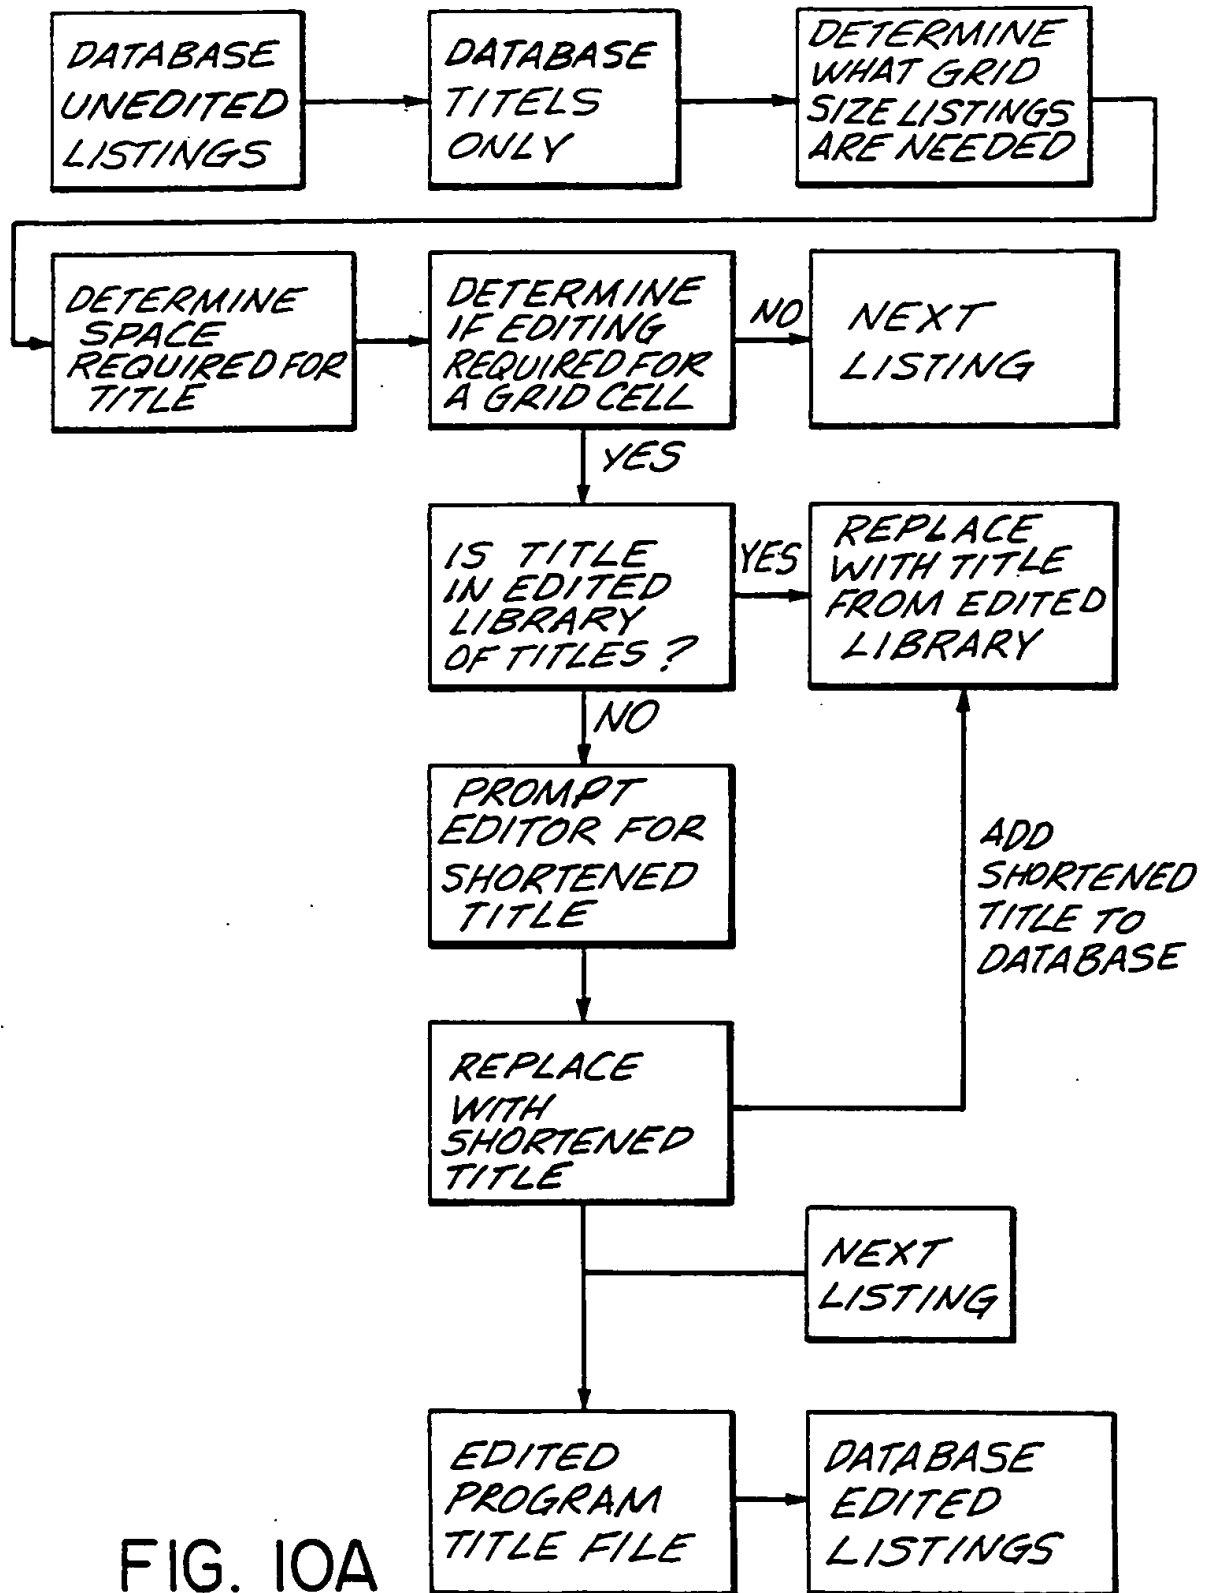 DATABASE
UNEDITED
LISTINGS
DATABASE
TITELS
ONLY
DETERMINE
WHAT GRID
SIZE LISTINGS
ARE NEEDED
DETERMINE
SPACE
REQUIRED FOR
TITLE
DETERMINE
IF EDITING
REQUIRED FOR
A GRID CELL
NO
NEXT
LISTING
YES
IS TITLE
IN EDITED
LIBRARY
OF TITLES?
YES
REPLACE
WITH TITLE
FROM EDITED
LIBRARY
NO
PROMPT
EDITOR FOR
SHORTENED
TITLE
ADD
SHORTENED
TITLE TO
DATABASE
REPLACE
WITH
SHORTENED
TITLE
NEXT
LISTING
EDITED
PROGRAM
TITLE FILE
DATABASE
EDITED
LISTINGS
FIG. 10A